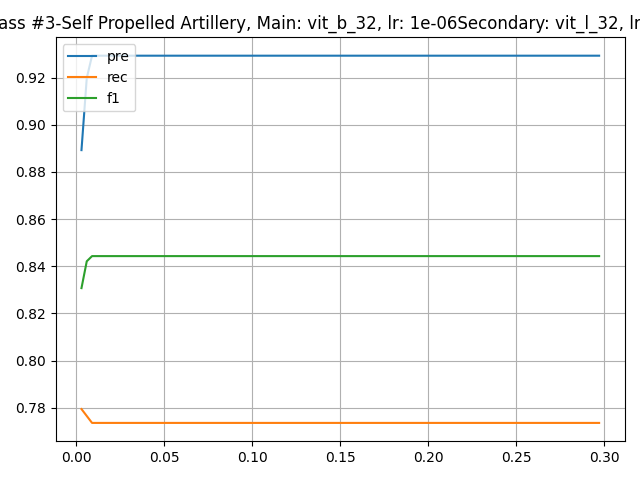 ass #3-Self Propelled Artillery, Main: vit_b_32, lr: 1e-06Secondary: vit_l_32, lr
pre
rec
f1
0.92
0.90
0.88
0.86
0.84
0.82
0.80
0.78
0.00 0.05 0.10 0.15 0.20 0.25 0.30